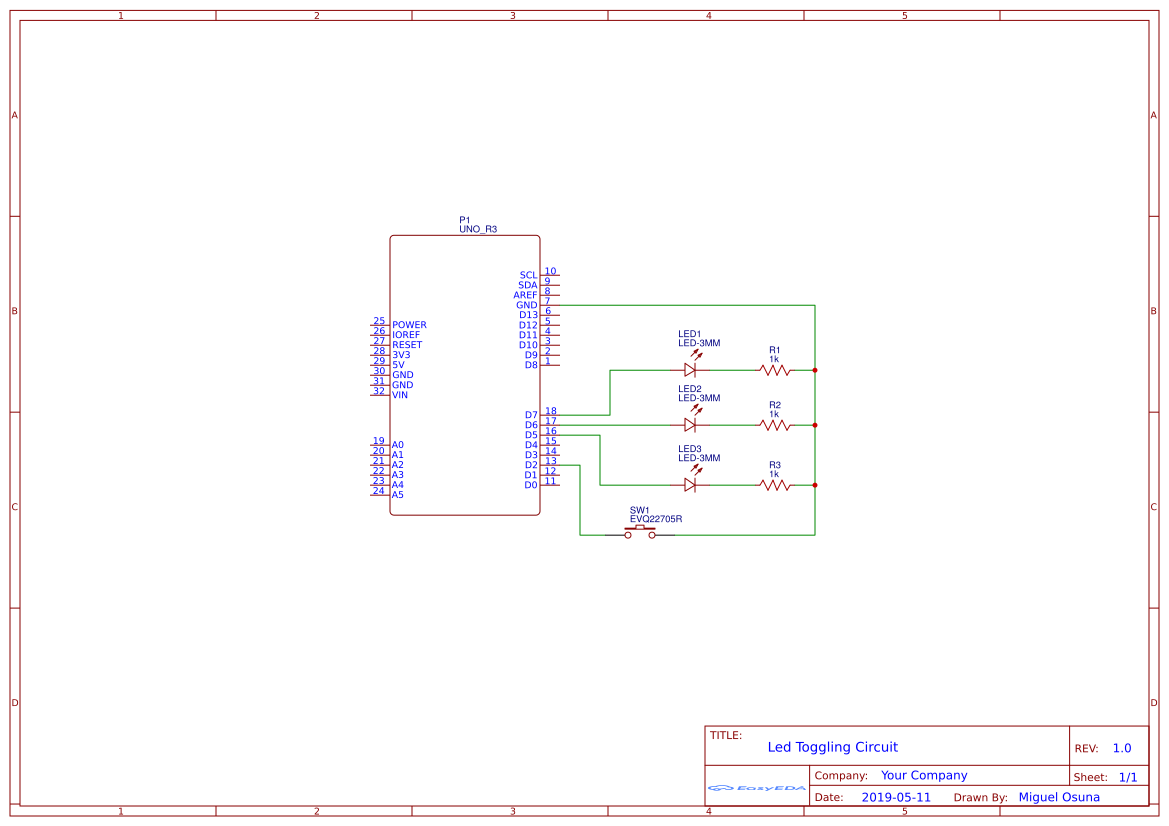 1 2 3 4 5
A A
B B
C C
D D
P1
UNO_R3
SCL 10
SDA 9
AREF 8
GND 7
D13 6
D12 5
D11 4
D10 3
D9 2
D8 1
25 POWER
26 IOREF
27 RESET
28 3V3
29 5V
30 GND
31 GND
32 VIN
D7 18
D6 17
D5 16
D4 15
D3 14
D2 13
D1 12
D0 11
19 A0
20 A1
21 A2
22 A3
23 A4
24 A5
LED1
LED-3MM
R1
1k
LED2
LED-3MM
R2
1k
LED3
LED-3MM
R3
1k
SW1
EVQ22705R
TITLE:
Led Toggling Circuit
REV: 1.0
Company: Your Company
Sheet: 1/1
EasyEDA
Date: 2019-05-11 Drawn By: Miguel Osuna
1 2 3 4 5